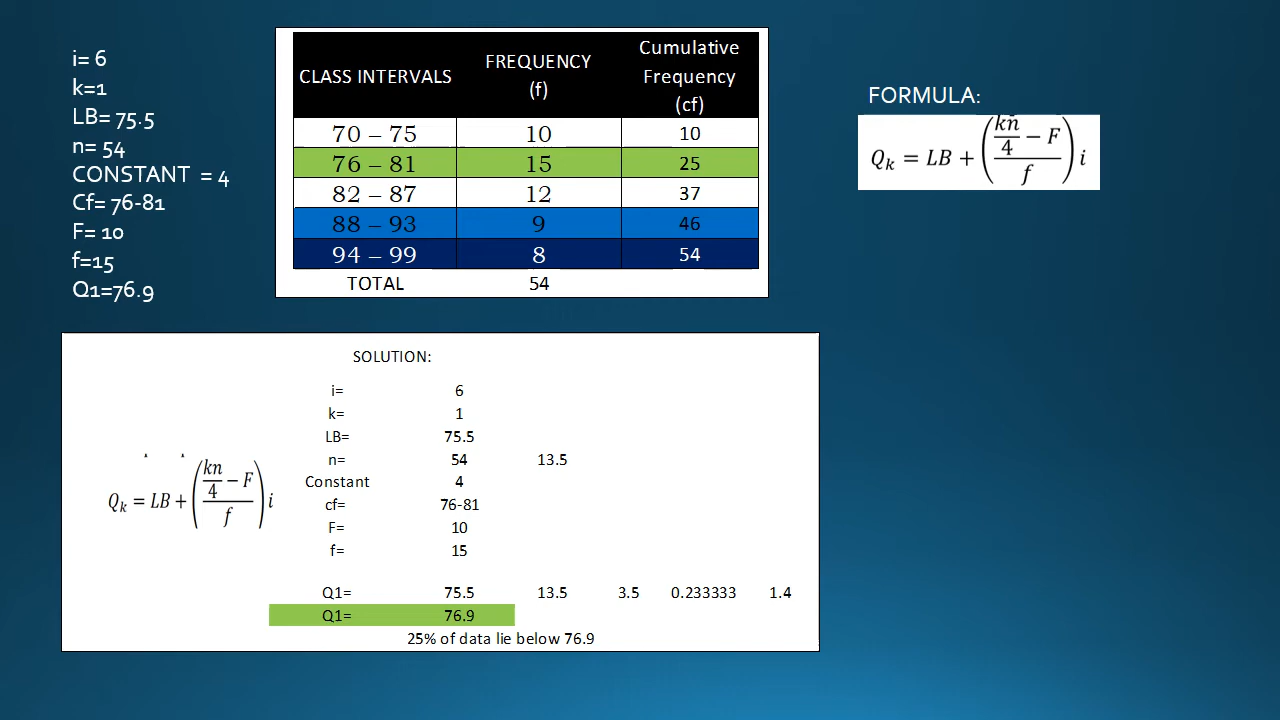 i= 6
k=1
LB= 75.5
n= 54
CONSTANT = 4
Cf= 76-81
F= 10
f=15
Q1=76.9
CLASS INTERVALS FREQUENCY (f) Cumulative Frequency (cf)
70 – 75 10 10
76 – 81 15 25
82 – 87 12 37
88 – 93 9 46
94 – 99 8 54
TOTAL 54
FORMULA:
Qk = LB + ((kn/4 − F)/f) i
SOLUTION:
i= 6
k= 1
LB= 75.5
n= 54 13.5
Constant 4
cf= 76-81
F= 10
f= 15
Qk = LB + ((kn/4 − F)/f) i
Q1= 75.5 13.5 3.5 0.233333 1.4
Q1= 76.9
25% of data lie below 76.9